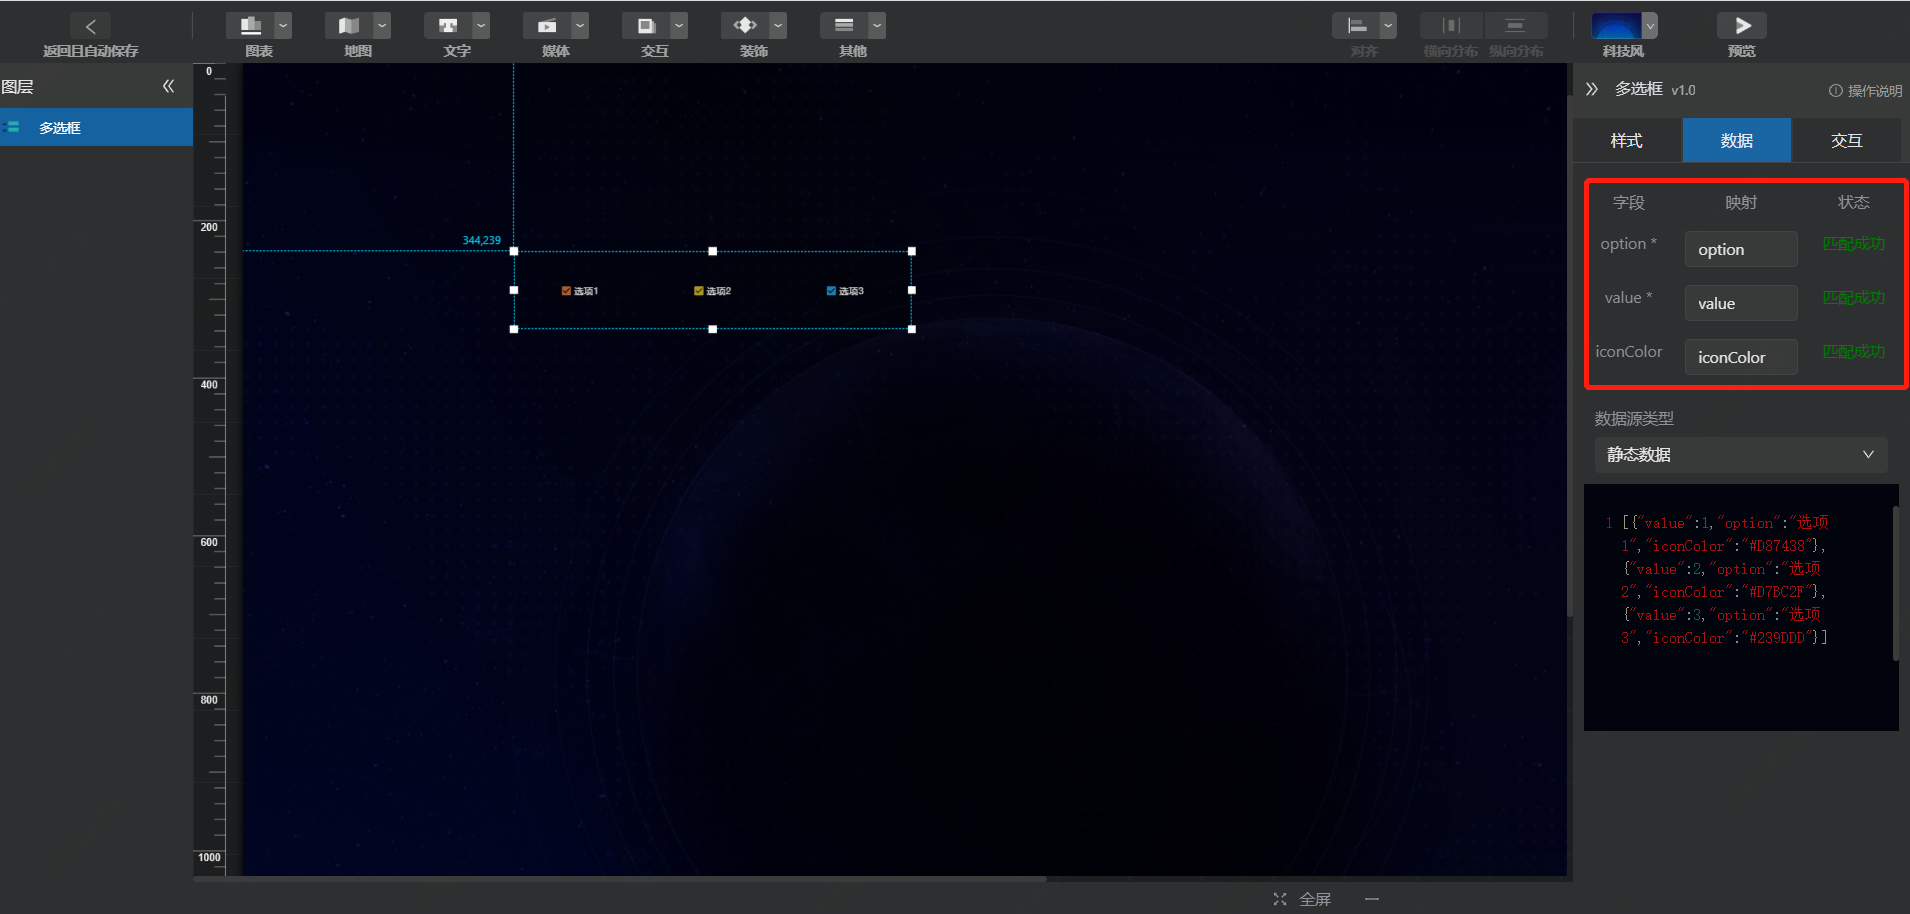 返回且自动保存
图表
地图
文字
媒体
交互
装饰
其他
对齐
横向分布
纵向分布
科技风
预览
图层
多选框
0
200
400
600
800
1000
344,239
选项1
选项2
选项3
多选框 v1.0
操作说明
样式
数据
交互
字段 映射 状态
option * option 匹配成功
value * value 匹配成功
iconColor iconColor 匹配成功
数据源类型
静态数据
1 [{"value":1,"option":"选项
1","iconColor":"#D87438"},
{"value":2,"option":"选项
2","iconColor":"#D7BC2F"},
{"value":3,"option":"选项
3","iconColor":"#239DDD"}]
全屏